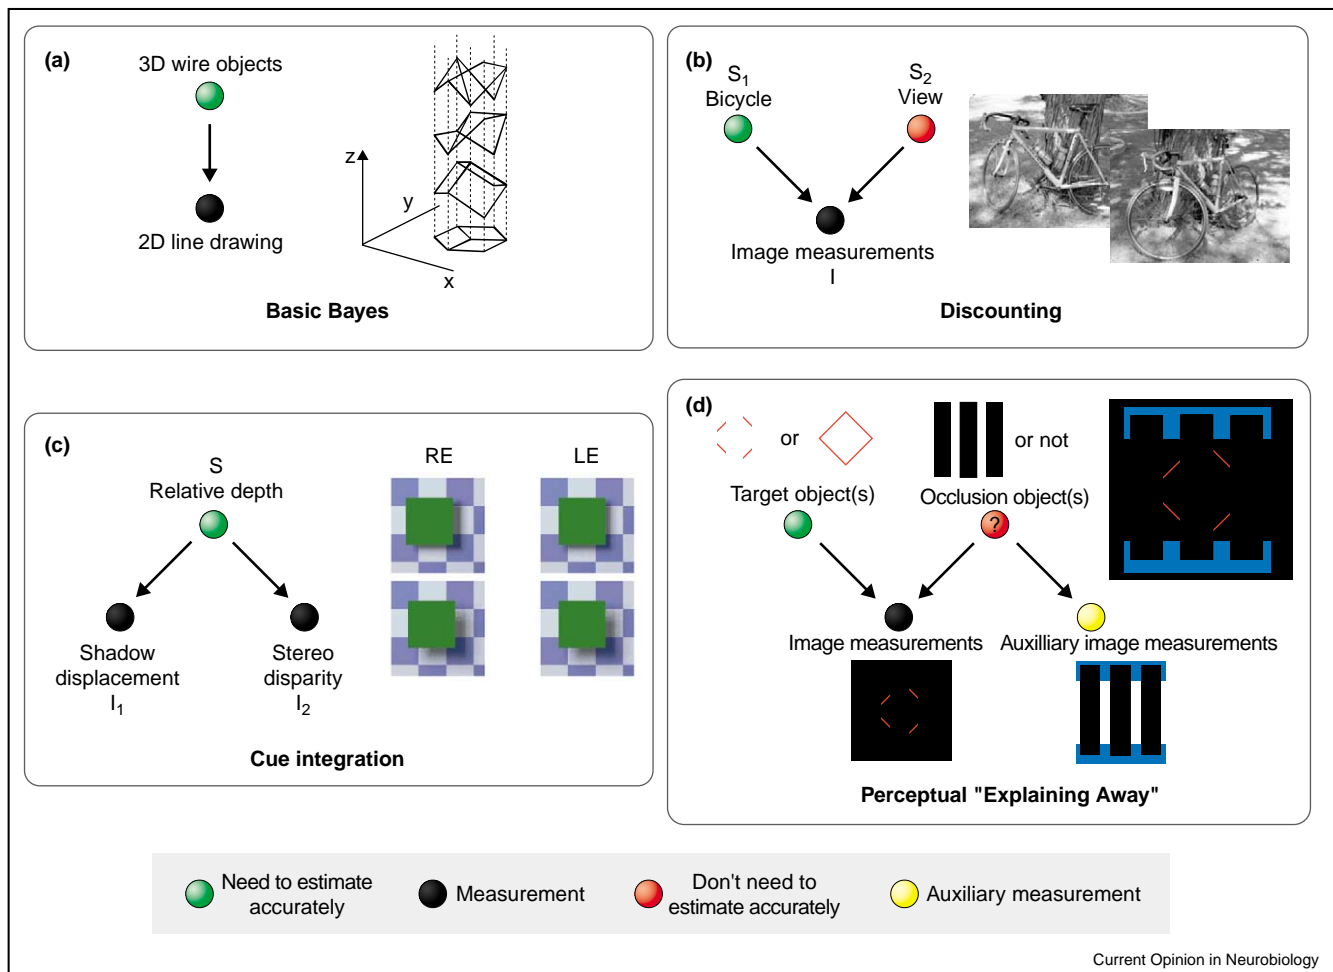 (a)
3D wire objects
2D line drawing
z
y
x
Basic Bayes
(b)
S1
Bicycle
S2
View
Image measurements
I
Discounting
(c)
S
Relative depth
RE
LE
Shadow
displacement
I1
Stereo
disparity
I2
Cue integration
(d)
or
or not
Target object(s)
Occlusion object(s)
?
Image measurements
Auxilliary image measurements
Perceptual "Explaining Away"
Need to estimate
accurately
Measurement
Don't need to
estimate accurately
Auxiliary measurement
Current Opinion in Neurobiology